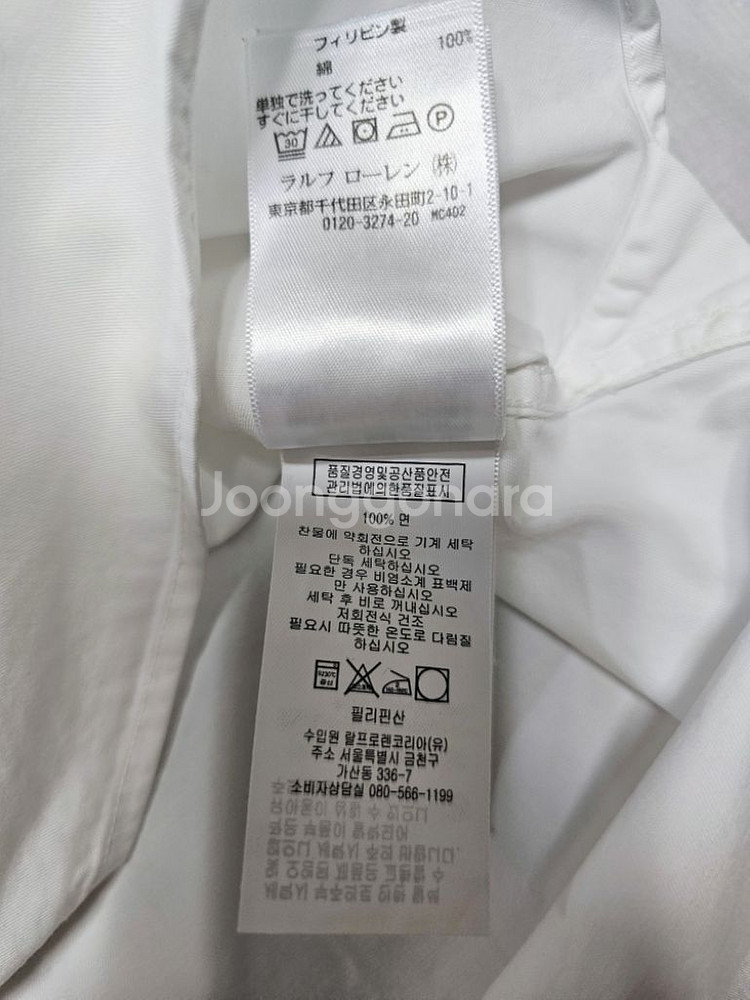 フィリピン製
綿 100%
単独で洗ってください
すぐに干してください
30 P
ラルフ ローレン (株)
東京都千代田区永田町2-10-1
0120-3274-20 MC402
품질경영및공산품안전
관리법에의한품질표시
Joonggonara
100% 면
찬물에 약회전으로 기계 세탁
하십시오
단독 세탁하십시오
필요한 경우 비염소계 표백제
만 사용하십시오
세탁 후 바로 꺼내십시오
저회전식 건조
필요시 따뜻한 온도로 다림질
하십시오
필리핀산
수입원 랄프로렌코리아(유)
주소 서울특별시 금천구
가산동 336-7
소비자상담실 080-566-1199